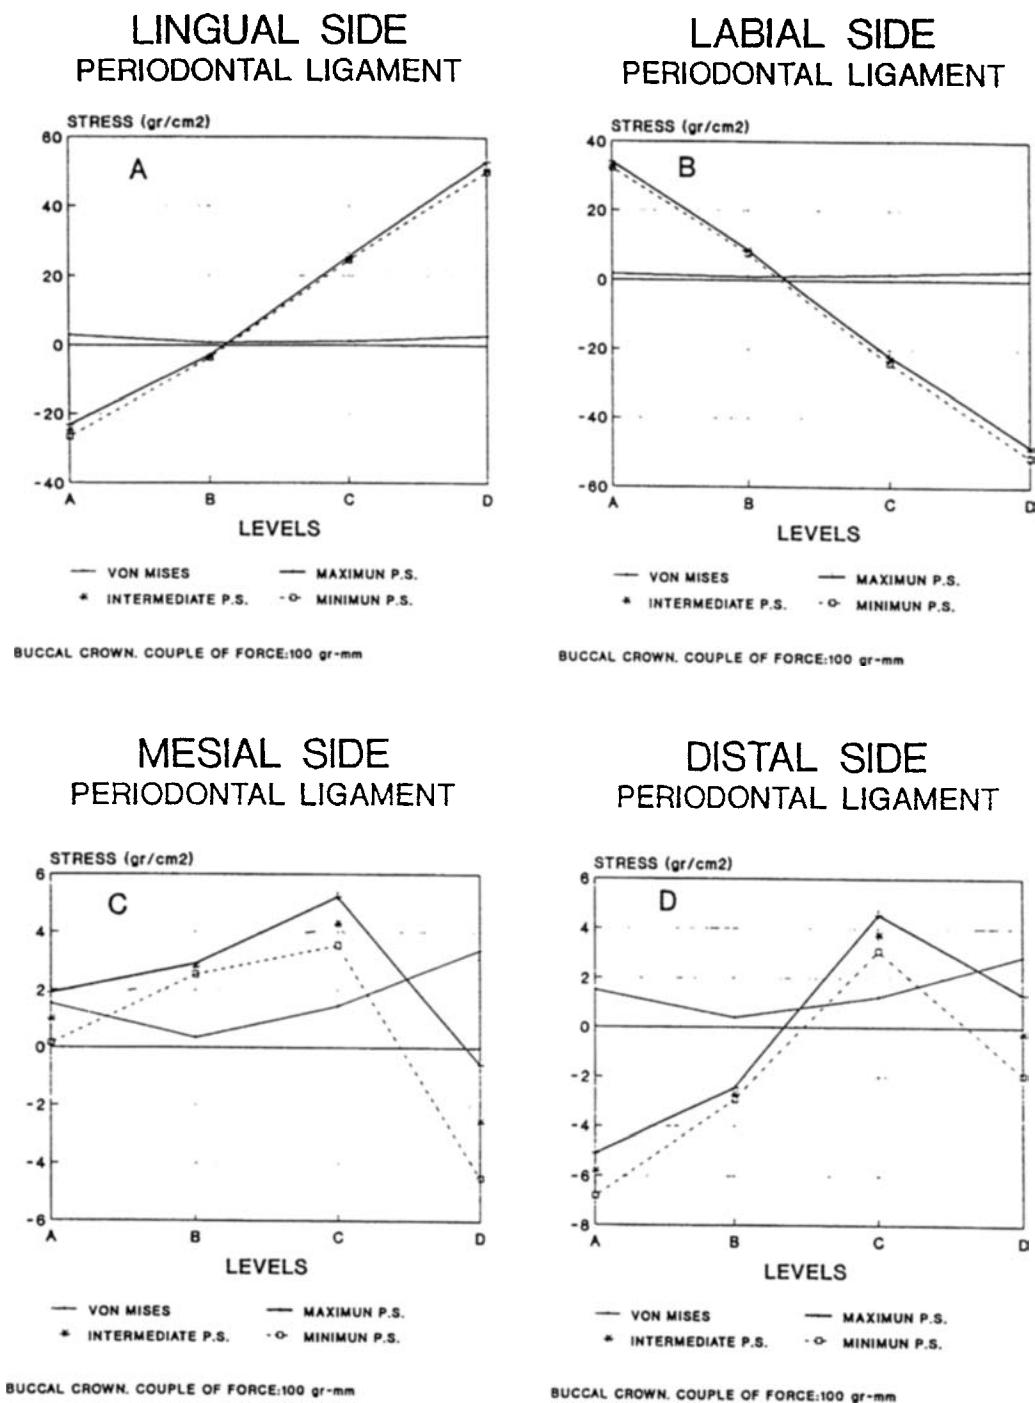 LINGUAL SIDE
PERIODONTAL LIGAMENT
STRESS (gr/cm2)
A
60
40
20
0
-20
-40
A B C D
LEVELS
VON MISES MAXIMUN P.S.
INTERMEDIATE P.S. MINIMUN P.S.
BUCCAL CROWN. COUPLE OF FORCE:100 gr-mm
LABIAL SIDE
PERIODONTAL LIGAMENT
STRESS (gr/cm2)
B
40
20
0
-20
-40
-60
A B C D
LEVELS
VON MISES MAXIMUN P.S.
INTERMEDIATE P.S. MINIMUN P.S.
BUCCAL CROWN. COUPLE OF FORCE:100 gr-mm
MESIAL SIDE
PERIODONTAL LIGAMENT
STRESS (gr/cm2)
C
6
4
2
0
-2
-4
-6
A B C D
LEVELS
VON MISES MAXIMUN P.S.
INTERMEDIATE P.S. MINIMUN P.S.
BUCCAL CROWN. COUPLE OF FORCE:100 gr-mm
DISTAL SIDE
PERIODONTAL LIGAMENT
STRESS (gr/cm2)
D
6
4
2
0
-2
-4
-6
-8
A B C D
LEVELS
VON MISES MAXIMUN P.S.
INTERMEDIATE P.S. MINIMUN P.S.
BUCCAL CROWN. COUPLE OF FORCE:100 gr-mm